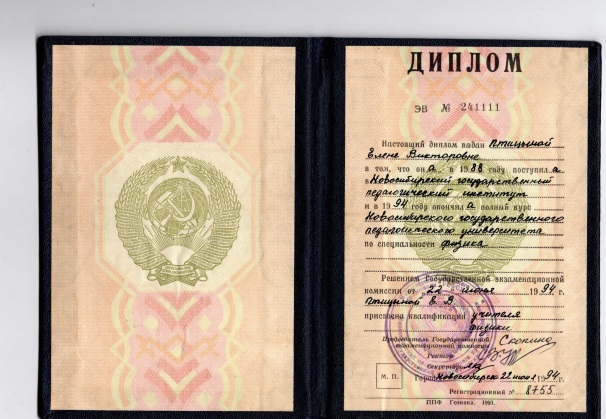 ДИПЛОМ
ЭВ № 241111
Настоящий диплом выдан Птицыной
Елене Викторовне
в том, что она в 1988 году поступила
в Новосибирский государственный
педагогический институт
и в 1994 году окончила полный курс
Новосибирского государственного
педагогического университета
по специальности физика
Решением Государственной экзаменационной
комиссии от „22" июня 1994 г.
Птицыной Е. В.
присвоена квалификация учителя
физики
Председатель Государственной
экзаменационной комиссии
Ректор
Секретарь
М. П. Город Новосибирск 22 июня 1994 г.
Регистрационный № 8755
ППФ Гознака. 1993.